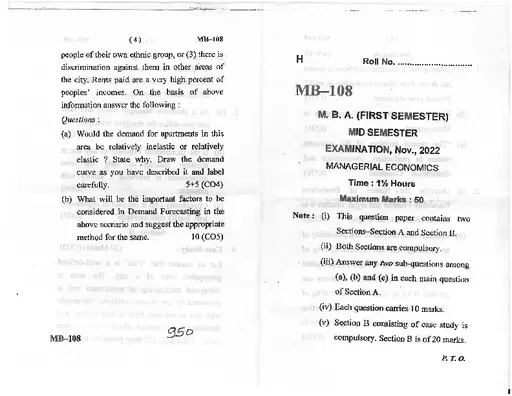 ( 4 ) MB–108
people of their own ethnic group, or (3) there is
discrimination against them in other areas of
the city. Rents paid are a very high percent of
peoples' incomes. On the basis of above
information answer the following :
Questions :
(a) Would the demand for apartments in this
area be relatively inelastic or relatively
elastic ? State why. Draw the demand
curve as you have described it and label
carefully. 5+5 (CO4)
(b) What will be the important factors to be
considered in Demand Forecasting in the
above scenario and suggest the appropriate
method for the same. 10 (CO5)
MB–108
950
H Roll No. ..............................
MB–108
M. B. A. (FIRST SEMESTER)
MID SEMESTER
EXAMINATION, Nov., 2022
MANAGERIAL ECONOMICS
Time : 1½ Hours
Maximum Marks : 50
Note : (i) This question paper contains two
Sections–Section A and Section B.
(ii) Both Sections are compulsory.
(iii) Answer any two sub-questions among
(a), (b) and (c) in each main question
of Section A.
(iv) Each question carries 10 marks.
(v) Section B consisting of case study is
compulsory. Section B is of 20 marks.
P. T. O.